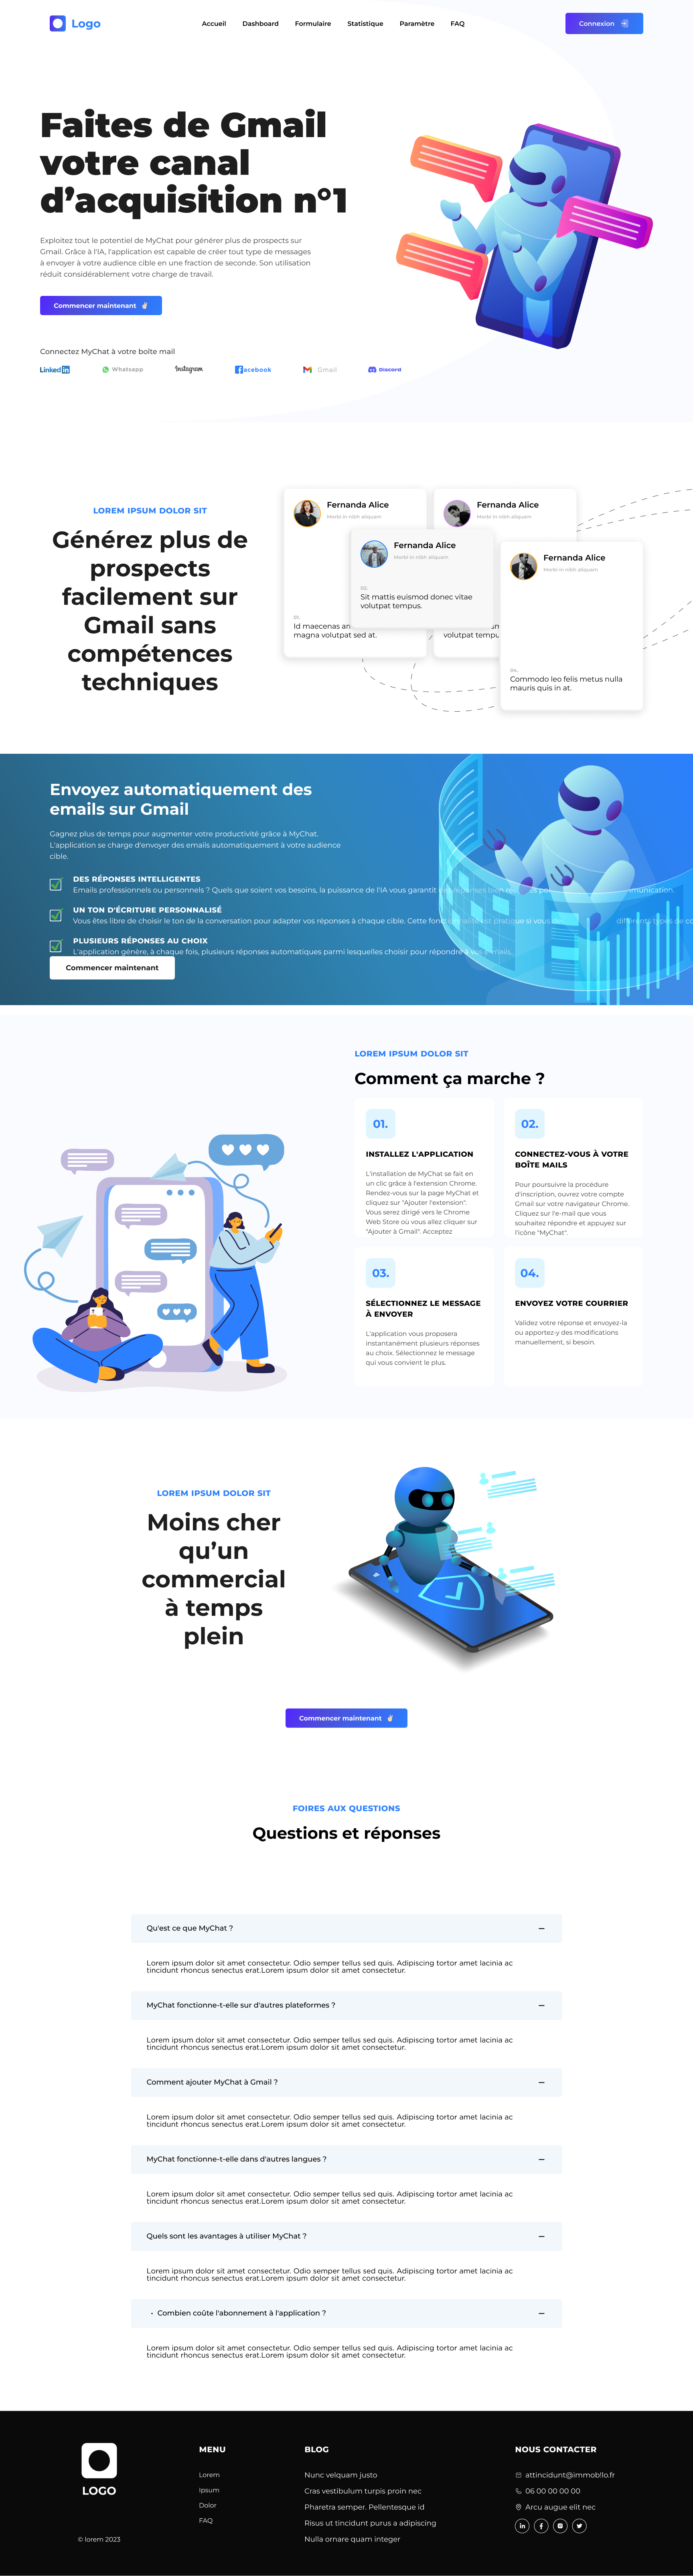 Logo
Accueil
Dashboard
Formulaire
Statistique
Paramètre
FAQ
Connexion
Faites de Gmail
votre canal
d’acquisition n°1
Exploitez tout le potentiel de MyChat pour générer plus de prospects sur
Gmail. Grâce à l'IA, l'application est capable de créer tout type de messages
à envoyer à votre audience cible en une fraction de seconde. Son utilisation
réduit considérablement votre charge de travail.
Commencer maintenant
Connectez MyChat à votre boîte mail
Linked in
Whatsapp
Instagram
facebook
Gmail
Discord
LOREM IPSUM DOLOR SIT
Générez plus de
prospects
facilement sur
Gmail sans
compétences
techniques
Fernanda Alice
Morbi in nibh aliquam
01.
Id maecenas an
magna volutpat sed at.
Fernanda Alice
Morbi in nibh aliquam
02.
Sit mattis euismod donec vitae
volutpat tempus.
Fernanda Alice
Morbi in nibh aliquam
volutpat tempu
Fernanda Alice
Morbi in nibh aliquam
04.
Commodo leo felis metus nulla
mauris quis in at.
Envoyez automatiquement des
emails sur Gmail
Gagnez plus de temps pour augmenter votre productivité grâce à MyChat.
L'application se charge d'envoyer des emails automatiquement à votre audience
cible.
DES RÉPONSES INTELLIGENTES
Emails professionnels ou personnels ? Quels que soient vos besoins, la puissance de l'IA vous garantit des réponses bien
UN TON D'ÉCRITURE PERSONNALISÉ
Vous êtes libre de choisir le ton de la conversation pour adapter vos réponses à chaque cible. Cette fonctionnalité est pratique si vous différents types de co
PLUSIEURS RÉPONSES AU CHOIX
L'application génère, à chaque fois, plusieurs réponses automatiques parmi lesquelles choisir pour répondre à vos e-mails.
Commencer maintenant
LOREM IPSUM DOLOR SIT
Comment ça marche ?
01.
INSTALLEZ L'APPLICATION
L'installation de MyChat se fait en
un clic grâce à l'extension Chrome.
Rendez-vous sur la page MyChat et
cliquez sur "Ajouter l'extension".
Vous serez dirigé vers le Chrome
Web Store où vous allez cliquer sur
"Ajouter à Gmail". Acceptez
02.
CONNECTEZ-VOUS À VOTRE
BOÎTE MAILS
Pour poursuivre la procédure
d'inscription, ouvrez votre compte
Gmail sur votre navigateur Chrome.
Cliquez sur l'e-mail que vous
souhaitez répondre et appuyez sur
l'icône "MyChat".
03.
SÉLECTIONNEZ LE MESSAGE
À ENVOYER
L'application vous proposera
instantanément plusieurs réponses
au choix. Sélectionnez le message
qui vous convient le plus.
04.
ENVOYEZ VOTRE COURRIER
Validez votre réponse et envoyez-la
ou apportez-y des modifications
manuellement, si besoin.
LOREM IPSUM DOLOR SIT
Moins cher
qu’un
commercial
à temps
plein
Commencer maintenant
FOIRES AUX QUESTIONS
Questions et réponses
Qu'est ce que MyChat ?
Lorem ipsum dolor sit amet consectetur. Odio semper tellus sed quis. Adipiscing tortor amet lacinia ac
tincidunt rhoncus senectus erat.Lorem ipsum dolor sit amet consectetur.
MyChat fonctionne-t-elle sur d'autres plateformes ?
Lorem ipsum dolor sit amet consectetur. Odio semper tellus sed quis. Adipiscing tortor amet lacinia ac
tincidunt rhoncus senectus erat.Lorem ipsum dolor sit amet consectetur.
Comment ajouter MyChat à Gmail ?
Lorem ipsum dolor sit amet consectetur. Odio semper tellus sed quis. Adipiscing tortor amet lacinia ac
tincidunt rhoncus senectus erat.Lorem ipsum dolor sit amet consectetur.
MyChat fonctionne-t-elle dans d'autres langues ?
Lorem ipsum dolor sit amet consectetur. Odio semper tellus sed quis. Adipiscing tortor amet lacinia ac
tincidunt rhoncus senectus erat.Lorem ipsum dolor sit amet consectetur.
Quels sont les avantages à utiliser MyChat ?
Lorem ipsum dolor sit amet consectetur. Odio semper tellus sed quis. Adipiscing tortor amet lacinia ac
tincidunt rhoncus senectus erat.Lorem ipsum dolor sit amet consectetur.
• Combien coûte l'abonnement à l'application ?
Lorem ipsum dolor sit amet consectetur. Odio semper tellus sed quis. Adipiscing tortor amet lacinia ac
tincidunt rhoncus senectus erat.Lorem ipsum dolor sit amet consectetur.
LOGO
© lorem 2023
MENU
Lorem
Ipsum
Dolor
FAQ
BLOG
Nunc velquam justo
Cras vestibulum turpis proin nec
Pharetra semper. Pellentesque id
Risus ut tincidunt purus a adipiscing
Nulla ornare quam integer
NOUS CONTACTER
attincidunt@immob!lo.fr
06 00 00 00 00
Arcu augue elit nec